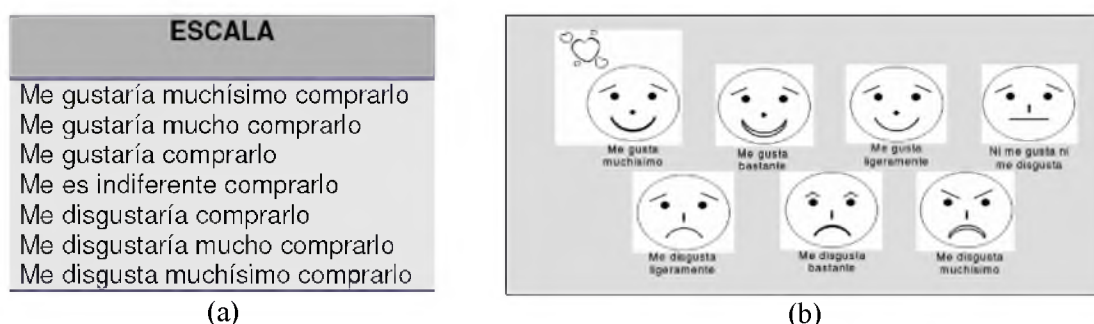 ESCALA
Me gustaría muchísimo comprarlo
Me gustaría mucho comprarlo
Me gustaría comprarlo
Me es indiferente comprarlo
Me disgustaría comprarlo
Me disgustaría mucho comprarlo
Me disgusta muchísimo comprarlo
(a)
Me gusta
muchísimo
Me gusta
bastante
Me gusta
ligeramente
Ni me gusta ni
me disgusta
Me disgusta
ligeramente
Me disgusta
bastante
Me disgusta
muchísimo
(b)